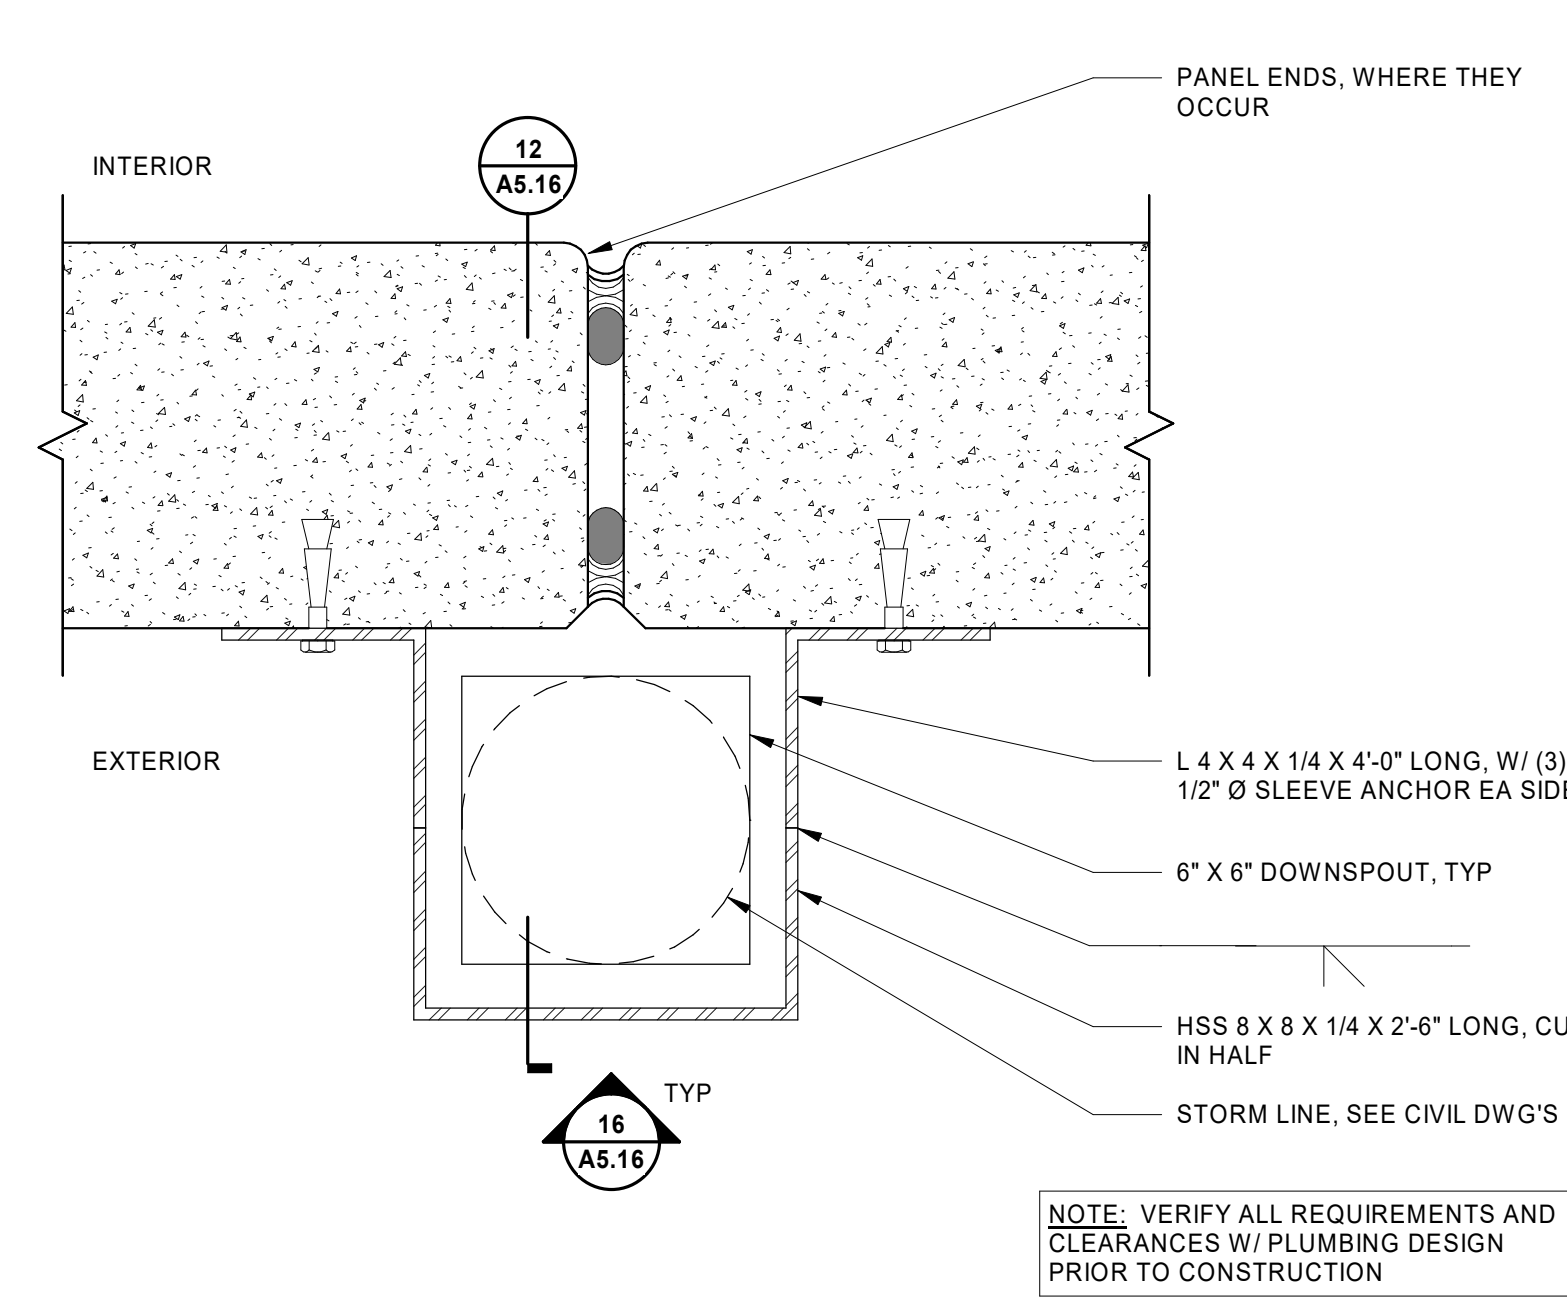 PANEL ENDS, WHERE THEY
OCCUR
12
A5.16
INTERIOR
EXTERIOR
L 4 X 4 X 1/4 X 4'-0" LONG, W/ (3)
1/2" Ø SLEEVE ANCHOR EA SIDE
6" X 6" DOWNSPOUT, TYP
HSS 8 X 8 X 1/4 X 2'-6" LONG, CU
IN HALF
STORM LINE, SEE CIVIL DWG'S
TYP
16
A5.16
NOTE: VERIFY ALL REQUIREMENTS AND
CLEARANCES W/ PLUMBING DESIGN
PRIOR TO CONSTRUCTION